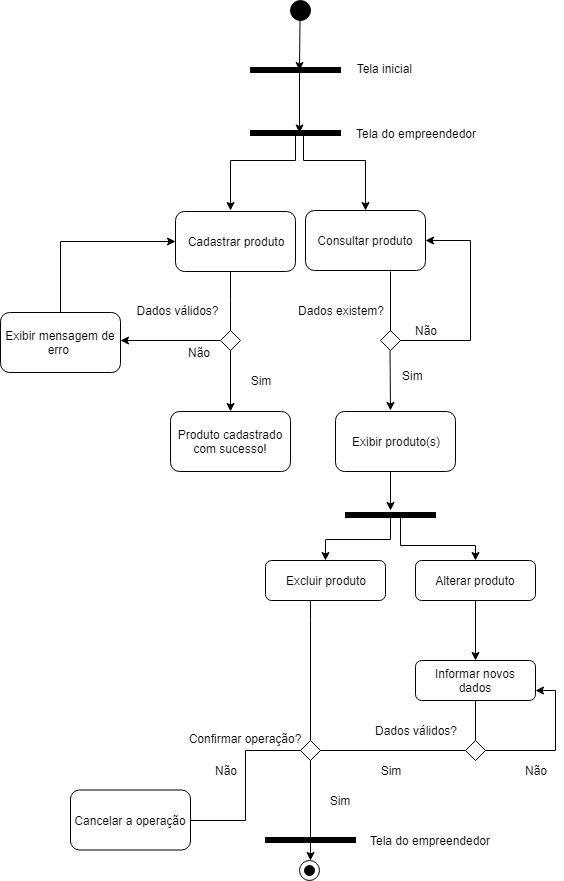 Tela inicial
Tela do empreendedor
Cadastrar produto
Consultar produto
Dados válidos?
Dados existem?
Não
Exibir mensagem de
erro
Não
Sim
Sim
Produto cadastrado
com sucesso!
Exibir produto(s)
Excluir produto
Alterar produto
Informar novos
dados
Dados válidos?
Confirmar operação?
Não
Sim
Não
Sim
Cancelar a operação
Tela do empreendedor